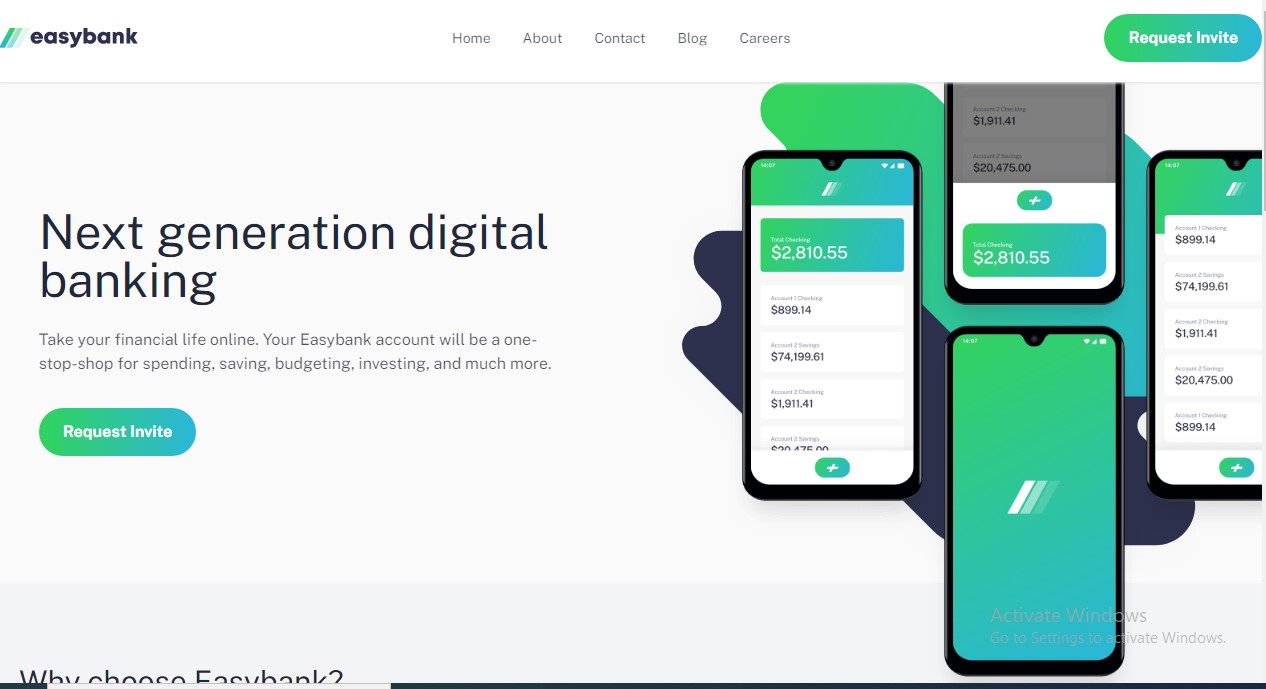 easybank
Home
About
Contact
Blog
Careers
Request Invite
Next generation digital
banking
Take your financial life online. Your Easybank account will be a one-
stop-shop for spending, saving, budgeting, investing, and much more.
Request Invite
14:07
Total Checking
$2,810.55
Account 1 Checking
$899.14
Account 2 Savings
$74,199.61
Account 2 Checking
$1,911.41
Account 2 Savings
$20,475.00
Account 2 Checking
$1,911.41
Account 2 Savings
$20,475.00
Total Checking
$2,810.55
14:07
14:07
Account 1 Checking
$899.14
Account 2 Savings
$74,199.61
Account 2 Checking
$1,911.41
Account 2 Savings
$20,475.00
Account 1 Checking
$899.14
Activate Windows
Go to Settings to activate Windows.
Why choose Easybank?